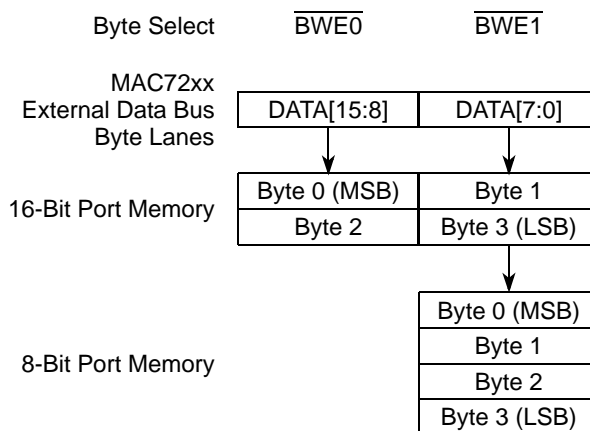 Byte Select BWE0 BWE1
MAC72xx
External Data Bus DATA[15:8] DATA[7:0]
Byte Lanes
Byte 0 (MSB) Byte 1
16-Bit Port Memory
Byte 2 Byte 3 (LSB)
Byte 0 (MSB)
Byte 1
8-Bit Port Memory
Byte 2
Byte 3 (LSB)